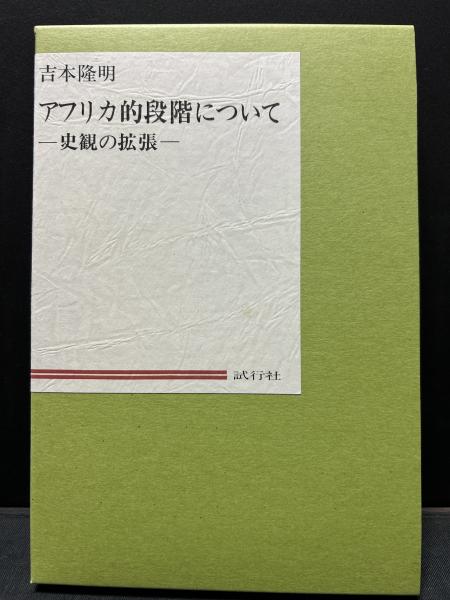 吉本隆明
アフリカ的段階について
―史観の拡張―
試行社